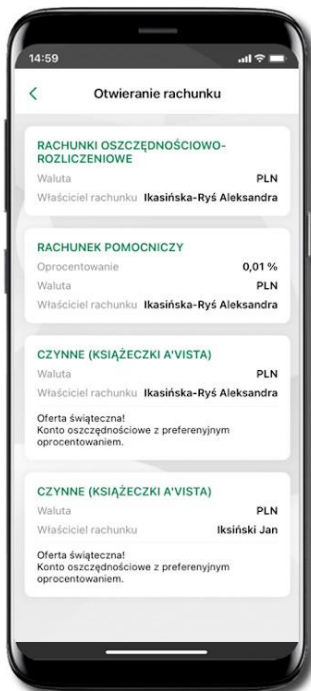 14:59
Otwieranie rachunku
RACHUNKI OSZCZĘDNOŚCIOWO-
ROZLICZENIOWE
Waluta PLN
Właściciel rachunku Ikasińska-Ryś Aleksandra
RACHUNEK POMOCNICZY
Oprocentowanie 0,01 %
Waluta PLN
Właściciel rachunku Ikasińska-Ryś Aleksandra
CZYNNE (KSIĄŻECZKI A'VISTA)
Waluta PLN
Właściciel rachunku Ikasińska-Ryś Aleksandra
Oferta świąteczna!
Konto oszczędnościowe z preferenyjnym
oprocentowaniem.
CZYNNE (KSIĄŻECZKI A'VISTA)
Waluta PLN
Właściciel rachunku Iksiński Jan
Oferta świąteczna!
Konto oszczędnościowe z preferenyjnym
oprocentowaniem.